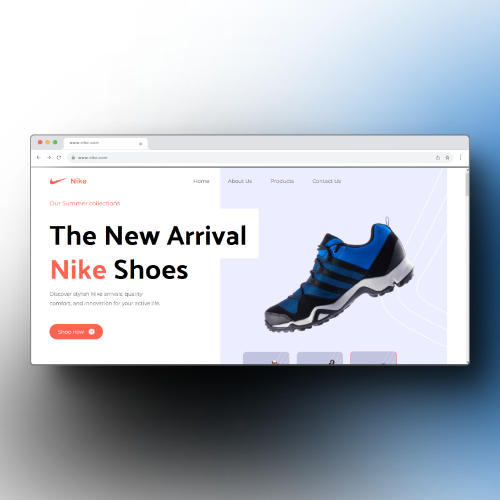 www.nike.com
www.nike.com
Nike
Home About Us Products Contact Us
Our Summer collections
The New Arrival
Nike Shoes
Discover stylish Nike arrivals, quality
comfort, and innovation for your active life.
Shop now